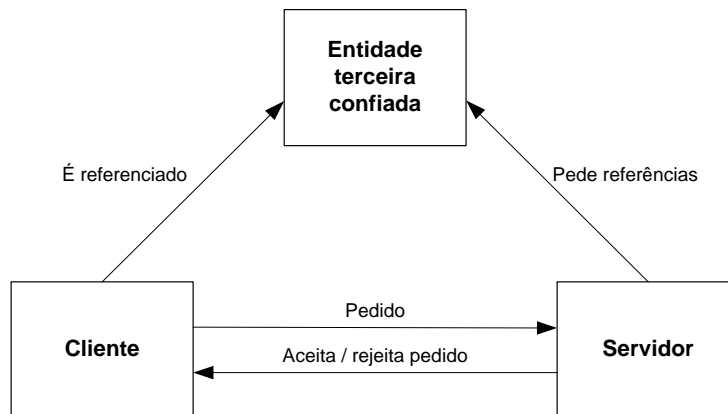 Entidade
terceira
confiada
É referenciado
Pede referências
Pedido
Cliente
Servidor
Aceita / rejeita pedido